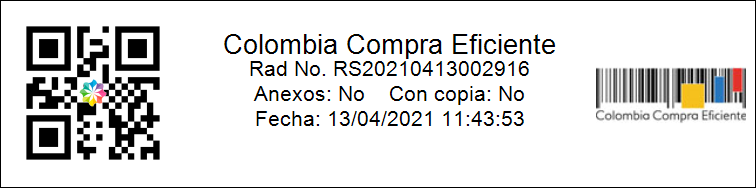 Colombia Compra Eficiente
Rad No. RS20210413002916
Anexos: No    Con copia: No
Fecha: 13/04/2021 11:43:53
Colombia Compra Eficiente